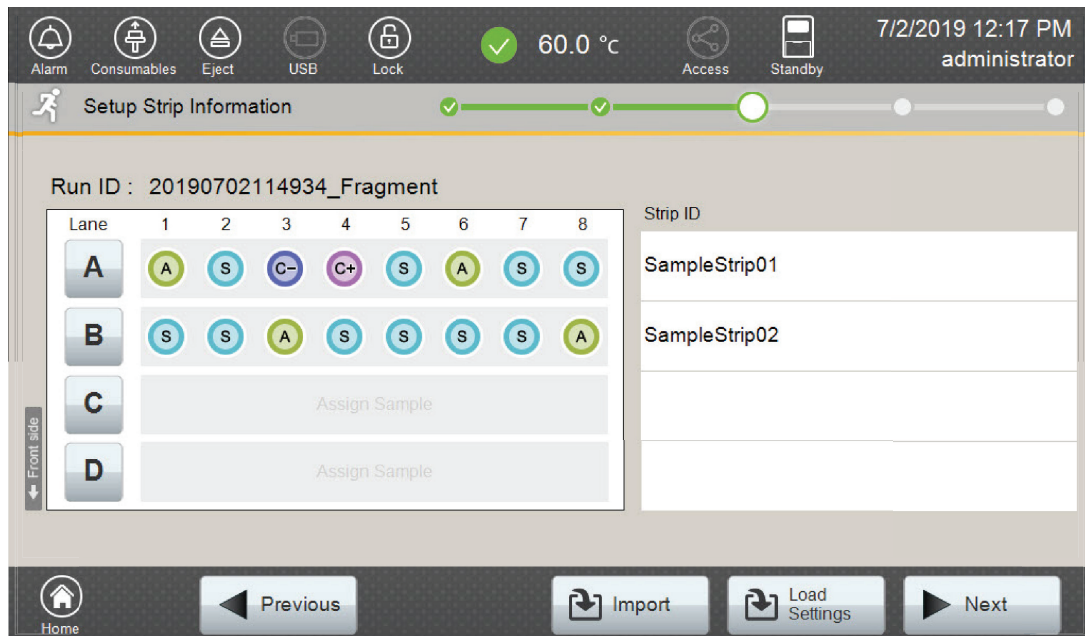 7/2/2019 12:17 PM
60.0 °c
administrator
Alarm Consumables Eject USB Lock Access Standby
Setup Strip Information
Run ID : 20190702114934_Fragment
Strip ID
Lane 1 2 3 4 5 6 7 8
A A S C- C+ S A S S
SampleStrip01
B S S A S S S S A
SampleStrip02
C Assign Sample
D Assign Sample
Front side
Home
Previous
Import
Load
Settings
Next